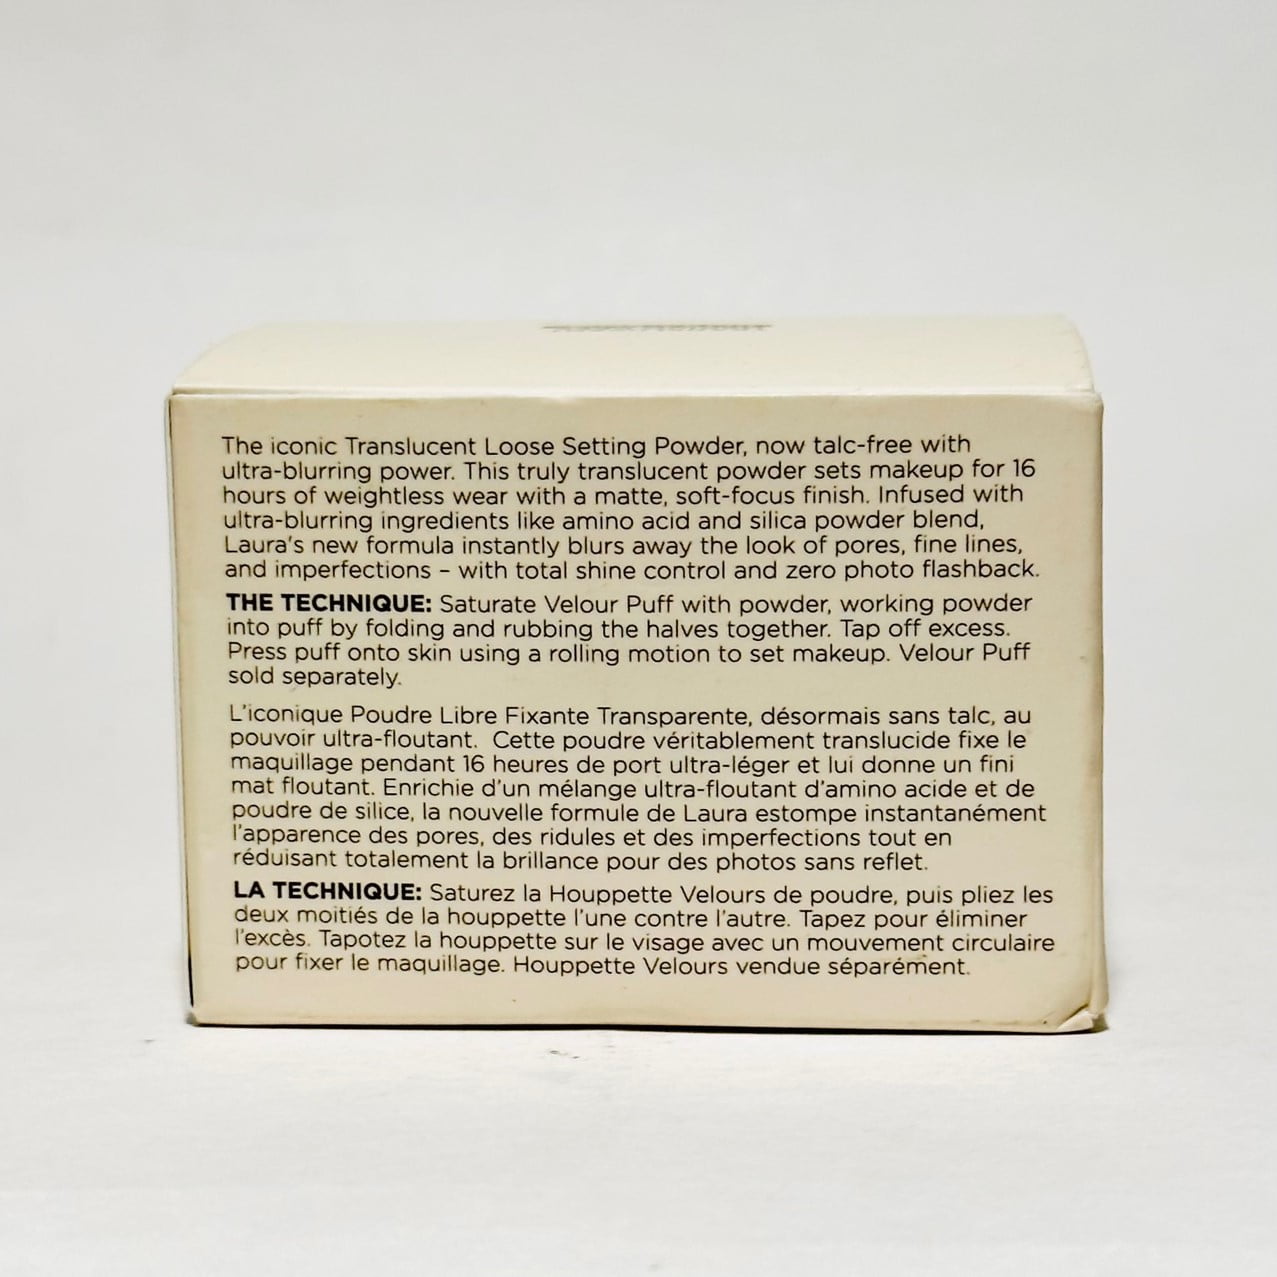 The iconic Translucent Loose Setting Powder, now talc-free with
ultra-blurring power. This truly translucent powder sets makeup for 16
hours of weightless wear with a matte, soft-focus finish. Infused with
ultra-blurring ingredients like amino acid and silica powder blend,
Laura's new formula instantly blurs away the look of pores, fine lines,
and imperfections – with total shine control and zero photo flashback.
THE TECHNIQUE: Saturate Velour Puff with powder, working powder
into puff by folding and rubbing the halves together. Tap off excess.
Press puff onto skin using a rolling motion to set makeup. Velour Puff
sold separately.
L'iconique Poudre Libre Fixante Transparente, désormais sans talc, au
pouvoir ultra-floutant. Cette poudre véritablement translucide fixe le
maquillage pendant 16 heures de port ultra-léger et lui donne un fini
mat floutant. Enrichie d'un mélange ultra-floutant d'amino acide et de
poudre de silice, la nouvelle formule de Laura estompe instantanément
l'apparence des pores, des ridules et des imperfections tout en
réduisant totalement la brillance pour des photos sans reflet.
LA TECHNIQUE: Saturez la Houppette Velours de poudre, puis pliez les
deux moitiés de la houppette l'une contre l'autre. Tapez pour éliminer
l'excès. Tapotez la houppette sur le visage avec un mouvement circulaire
pour fixer le maquillage. Houppette Velours vendue séparément.